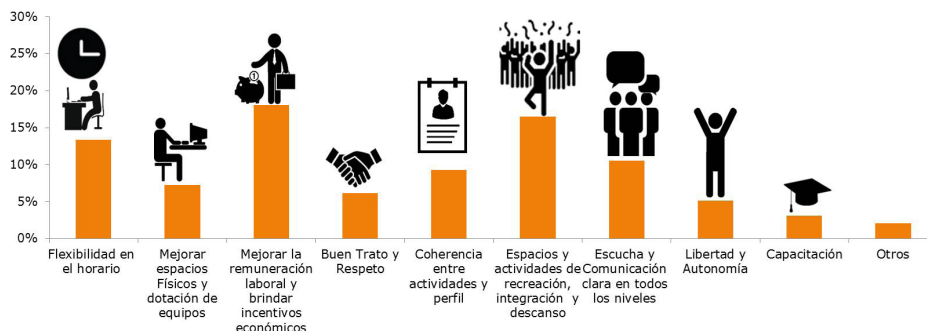 30%
25%
20%
15%
10%
5%
0%
Flexibilidad en
el horario
Mejorar
espacios
Físicos y
dotación de
equipos
Mejorar la
remuneración
laboral y
brindar
incentivos
económicos
Buen Trato y
Respeto
Coherencia
entre
actividades y
perfil
Espacios y
actividades de
recreación,
integración y
descanso
Escucha y
Comunicación
clara en todos
los niveles
Libertad y
Autonomía
Capacitación
Otros